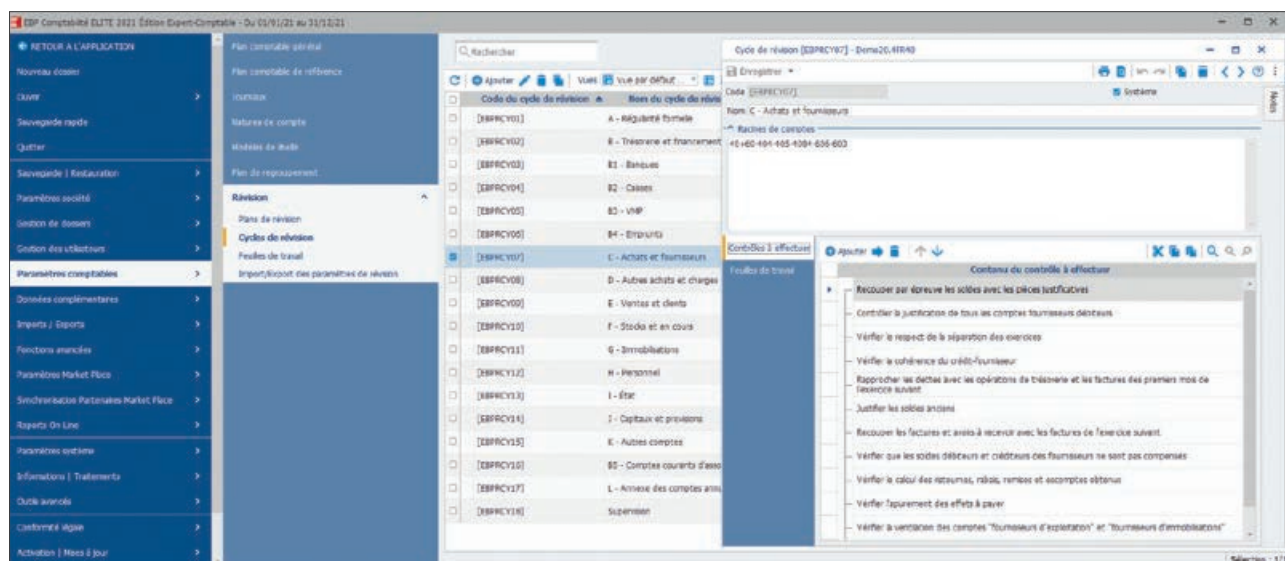 EBP Comptabilité ELITE 2021 Édition Expert-Comptable - Du 01/01/21 au 31/12/21
RETOUR A L'APPLICATION
Nouveau dossier
Ouvrir
Sauvegarde rapide
Quitter
Sauvegarde | Restauration
Paramètres société
Gestion de dossiers
Gestion des utilisateurs
Paramètres comptables
Données complémentaires
Imports / Exports
Fonctions avancées
Paramètres Market Place
Synchronisation Partenaires Market Place
Reports On Line
Paramètres système
Informations | Traitements
Outils avancés
Conformité légale
Activation | Mises à jour
Plan comptable général
Plan comptable de référence
Journaux
Natures de compte
Modèles de
Plan de regroupement
Révision
Plans de révision
Cycles de révision
Feuilles de travail
Import/Export des paramètres de révision
Rechercher
Ajouter
Vues
Vue par défaut ...
Code du cycle de révision
Nom du cycle de révis
[EBPRCY01] A - Régularité formelle
[EBPRCY02] B - Trésorerie et financement
[EBPRCY03] B1 - Banques
[EBPRCY04] B2 - Caisses
[EBPRCY05] B3 - VMP
[EBPRCY06] B4 - Emprunts
[EBPRCY07] C - Achats et fournisseurs
[EBPRCY08] D - Autres achats et charges
[EBPRCY09] E - Ventes et clients
[EBPRCY10] F - Stocks et en cours
[EBPRCY11] G - Immobilisations
[EBPRCY12] H - Personnel
[EBPRCY13] I - État
[EBPRCY14] J - Capitaux et provisions
[EBPRCY15] K - Autres comptes
[EBPRCY16] B5 - Comptes courants d'asso
[EBPRCY17] L - Annexe des comptes annu
[EBPRCY18] Supervision
Cycle de révision [EBPRCY07] - Demo20.4IR40
Enregistrer
Code [EBPRCY07]
Système
Nom C - Achats et fournisseurs
Racines de comptes
Notes
Contrôles à effectuer
Feuilles de travail
Ajouter
Contenu du contrôle à effectuer
Recouper par épreuve les soldes avec les pièces justificatives
Contrôler la justification de tous les comptes fournisseurs débiteurs
Vérifier le respect de la séparation des exercices
Vérifier la cohérence du crédit-fournisseur
Rapprocher les dettes avec les opérations de trésorerie et les factures des premiers mois de
l'exercice suivant
Justifier les soldes anciens
Recouper les factures et avoirs à recevoir avec les factures de l'exercice suivant.
Vérifier que les soldes débiteurs et créditeurs des fournisseurs ne sont pas compensés
Vérifier le calcul des ristournes, rabais, remises et escomptes obtenus
Vérifier l'apurement des effets à payer
Vérifier la ventilation des comptes "fournisseurs d'exploitation" et "fournisseurs d'immobilisations"
Sélection : 1/